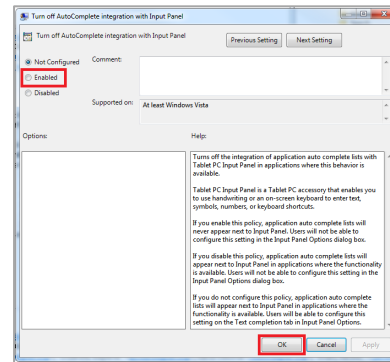 Turn off AutoComplete integration with Input Panel
Turn off AutoComplete integration with Input Panel
Previous Setting
Next Setting
Not Configured
Comment:
Enabled
Disabled
Supported on:
At least Windows Vista
Options:
Help:
Turns off the integration of application auto complete lists with
Tablet PC Input Panel in applications where this behavior is
available.
Tablet PC Input Panel is a Tablet PC accessory that enables you
to use handwriting or an on-screen keyboard to enter text,
symbols, numbers, or keyboard shortcuts.
If you enable this policy, application auto complete lists will
never appear next to Input Panel. Users will not be able to
configure this setting in the Input Panel Options dialog box.
If you disable this policy, application auto complete lists will
appear next to Input Panel in applications where the functionality
is available. Users will not be able to configure this setting in the
Input Panel Options dialog box.
If you do not configure this policy, application auto complete
lists will appear next to Input Panel in applications where the
functionality is available. Users will be able to configure this
setting on the Text completion tab in Input Panel Options.
OK
Cancel
Apply